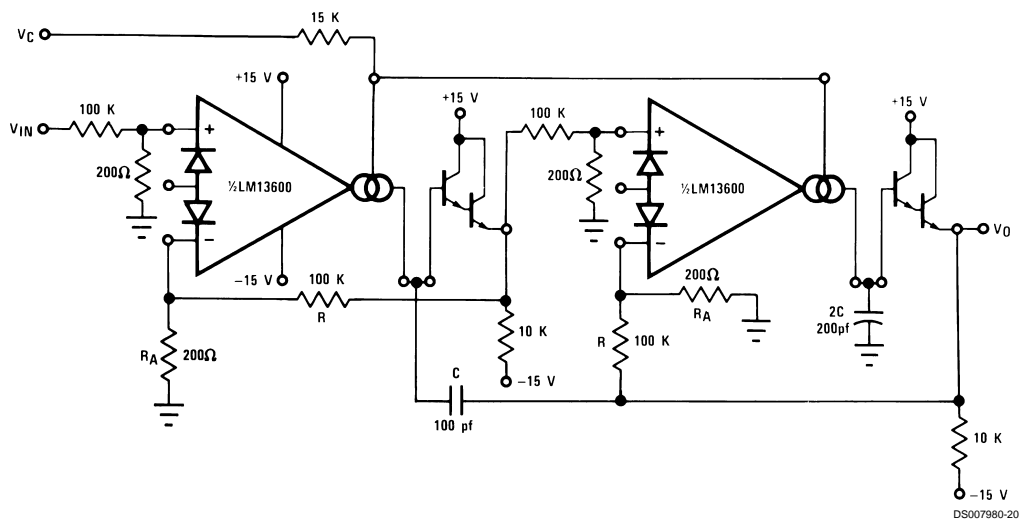 15 K
VC
+15 V
+15 V
+15 V
100 K
100 K
VIN
+
+
200Ω
½LM13600
200Ω
½LM13600
VO
−
−
−15 V
100 K
R
200Ω
RA
2C
200pf
10 K
R
100 K
RA
200Ω
−15 V
C
100 pf
10 K
−15 V
DS007980-20